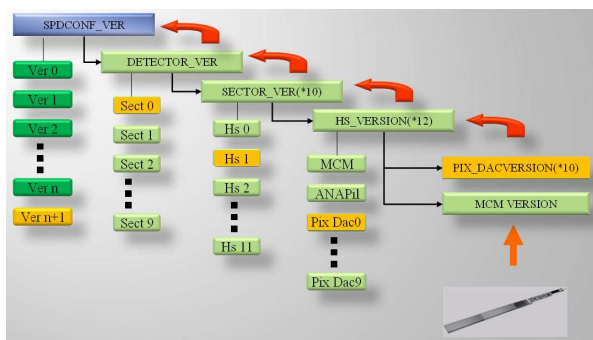 SPDCONF_VER
DETECTOR_VER
SECTOR_VER(*10)
HS_VERSION(*12)
PIX_DACVERSION(*10)
MCM VERSION
Ver 0
Ver 1
Ver 2
Ver n
Ver n+1
Sect 0
Sect 1
Sect 2
Sect 9
Hs 0
Hs 1
Hs 2
Hs 11
MCM
ANAPil
Pix Dac0
Pix Dac9